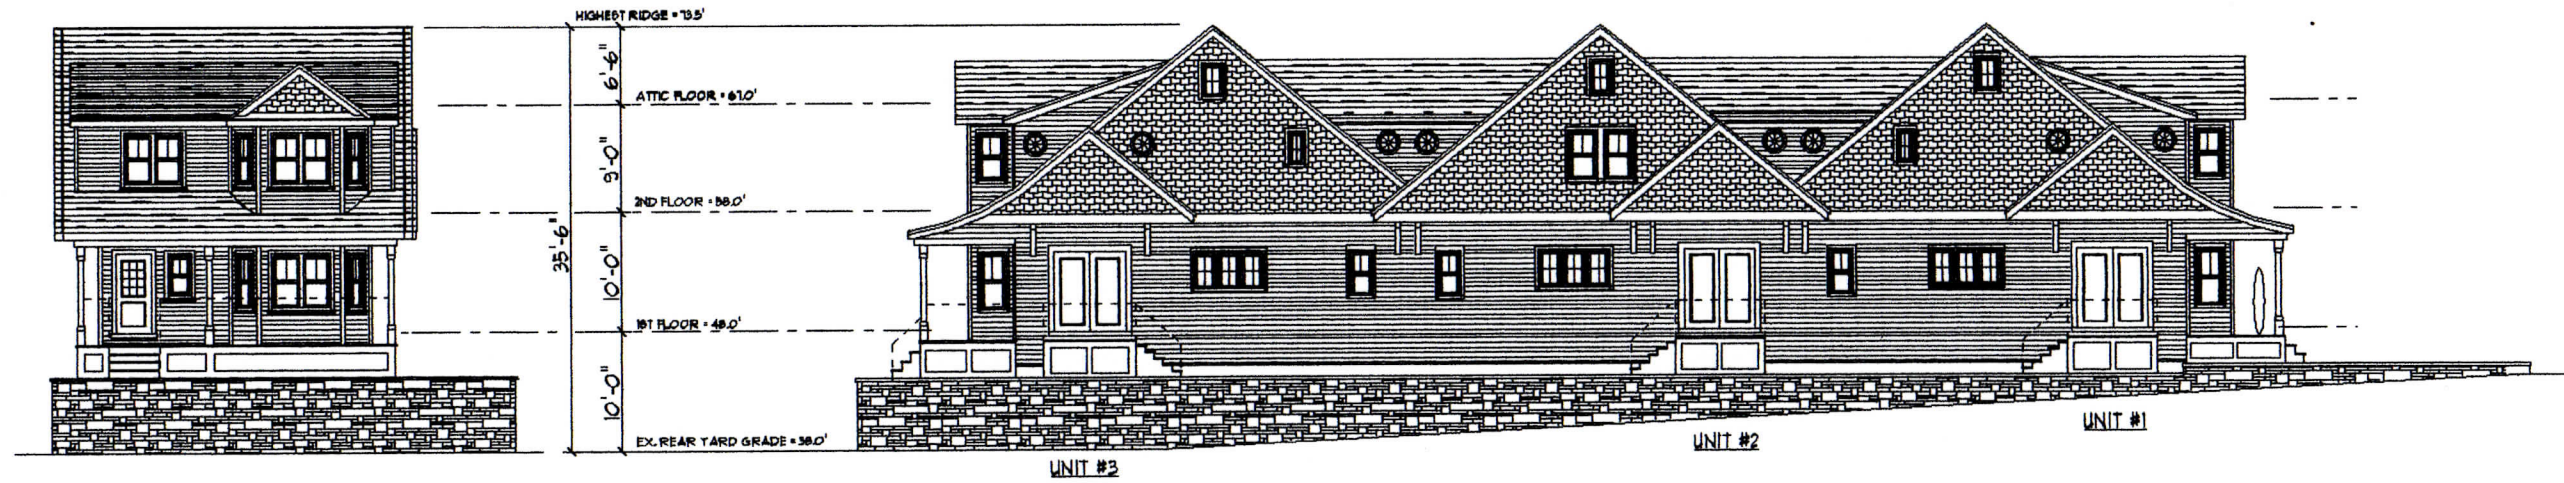 HIGHEST RIDGE = 73.5'
6'-6"
ATTIC FLOOR = 67.0'
9'-0"
2ND FLOOR = 58.0'
35'-6"
10'-0"
1ST FLOOR = 48.0'
10'-0"
EX. REAR YARD GRADE = 38.0'
UNIT #3
UNIT #2
UNIT #1